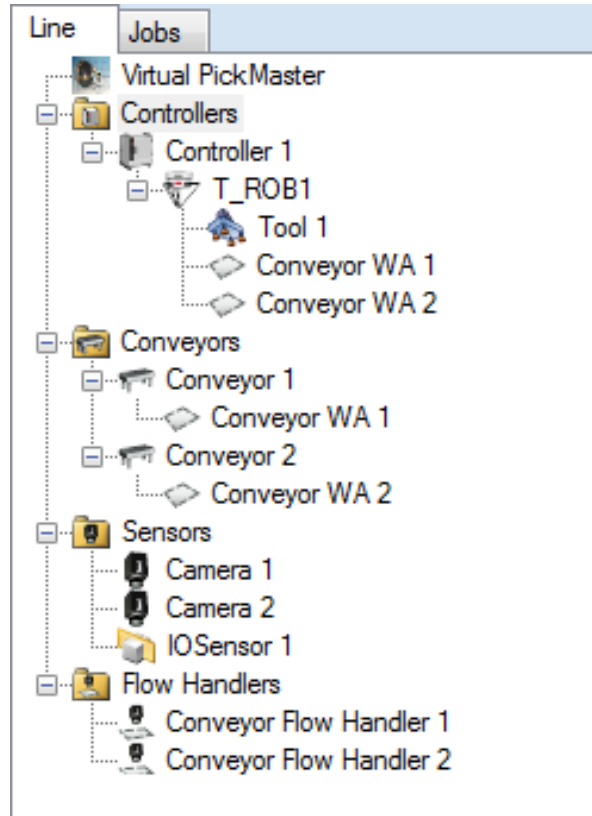 Line
Jobs
Virtual PickMaster
Controllers
Controller 1
T_ROB1
Tool 1
Conveyor WA 1
Conveyor WA 2
Conveyors
Conveyor 1
Conveyor WA 1
Conveyor 2
Conveyor WA 2
Sensors
Camera 1
Camera 2
IOSensor 1
Flow Handlers
Conveyor Flow Handler 1
Conveyor Flow Handler 2